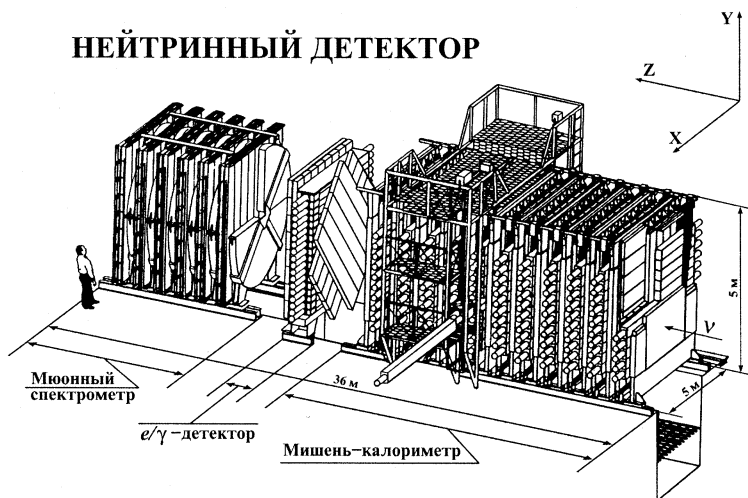 НЕЙТРИННЫЙ ДЕТЕКТОР
Y
Z
X
5 м
ν
5 м
36 м
Мюонный
спектрометр
e/γ-детектор
Мишень-калориметр